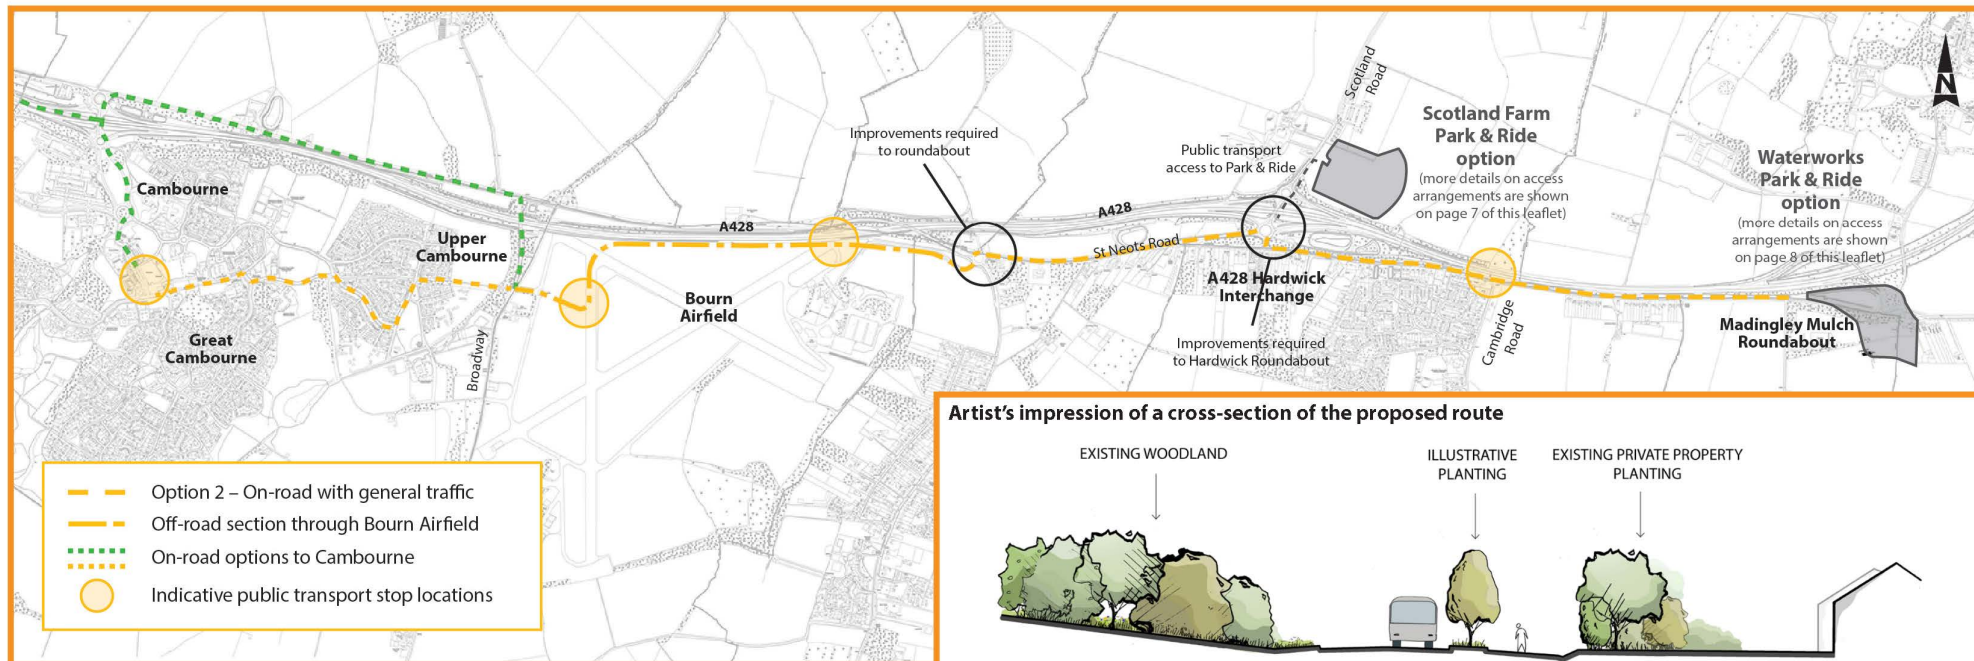 N
Scotland
Road
Scotland Farm
Park & Ride
option
(more details on access
arrangements are shown
on page 7 of this leaflet)
Waterworks
Park & Ride
option
(more details on access
arrangements are shown
on page 8 of this leaflet)
Improvements required
to roundabout
Public transport
access to Park & Ride
Cambourne
Upper
Cambourne
A428
A428
St Neots Road
A428 Hardwick
Interchange
Bourn
Airfield
Great
Cambourne
Broadway
Improvements required
to Hardwick Roundabout
Cambridge
Road
Madingley Mulch
Roundabout
Option 2 – On-road with general traffic
Off-road section through Bourn Airfield
On-road options to Cambourne
Indicative public transport stop locations
Artist's impression of a cross-section of the proposed route
EXISTING WOODLAND
ILLUSTRATIVE
PLANTING
EXISTING PRIVATE PROPERTY
PLANTING